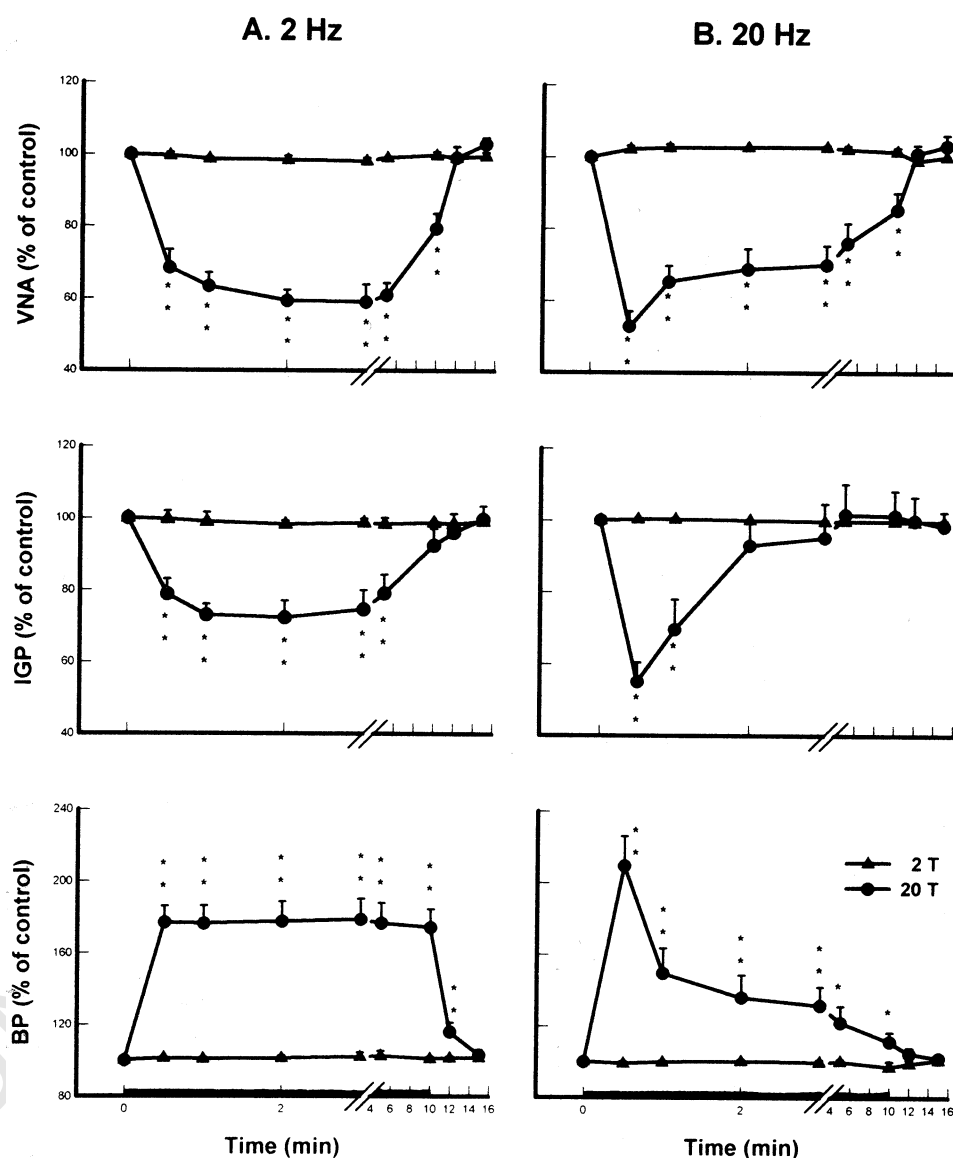 A. 2 Hz
B. 20 Hz
VNA (% of control)
120
100
80
60
40
IGP (% of control)
120
100
80
60
40
BP (% of control)
240
200
160
120
80
2 T
20 T
0 2 4 6 8 10 12 14 16
0 2 4 6 8 10 12 14 16
Time (min)
Time (min)